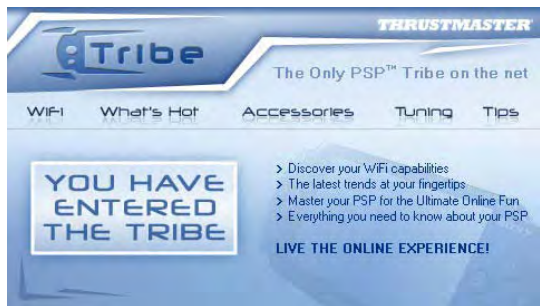 THRUSTMASTER
Tribe
The Only PSP™ Tribe on the net
WiFi What's Hot Accessories Tuning Tips
YOU HAVE
ENTERED
THE TRIBE
> Discover your WiFi capabilities
> The latest trends at your fingertips
> Master your PSP for the Ultimate Online Fun
> Everything you need to know about your PSP
LIVE THE ONLINE EXPERIENCE!